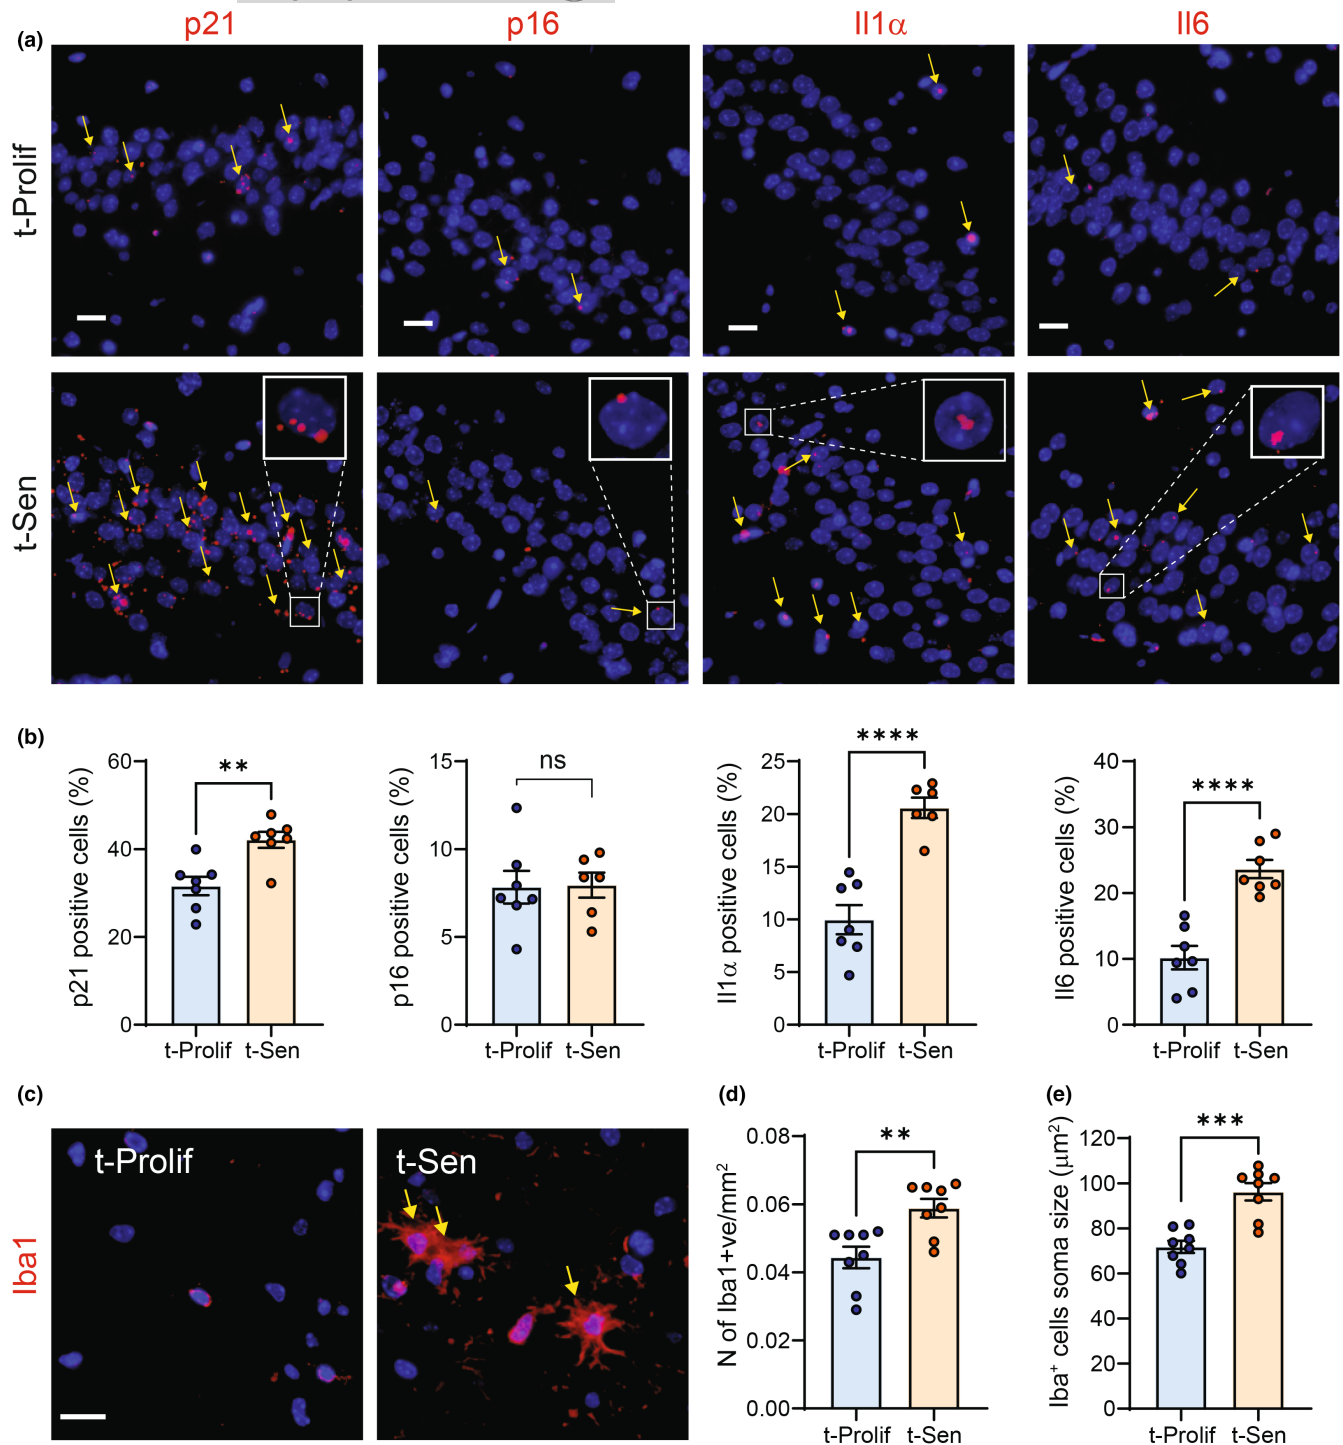 (a)
p21 p16 Il1α Il6
t-Prolif
t-Sen
(b)
p21 positive cells (%)
60
40
20
0
**
t-Prolif t-Sen
p16 positive cells (%)
15
10
5
0
ns
t-Prolif t-Sen
Il1α positive cells (%)
25
20
15
10
5
0
****
t-Prolif t-Sen
Il6 positive cells (%)
40
30
20
10
0
****
t-Prolif t-Sen
(c)
Iba1
t-Prolif
t-Sen
(d)
N of Iba1+ve/mm²
0.08
0.06
0.04
0.02
0.00
**
t-Prolif t-Sen
(e)
Iba⁺ cells soma size (μm²)
120
100
80
60
40
20
0
***
t-Prolif t-Sen